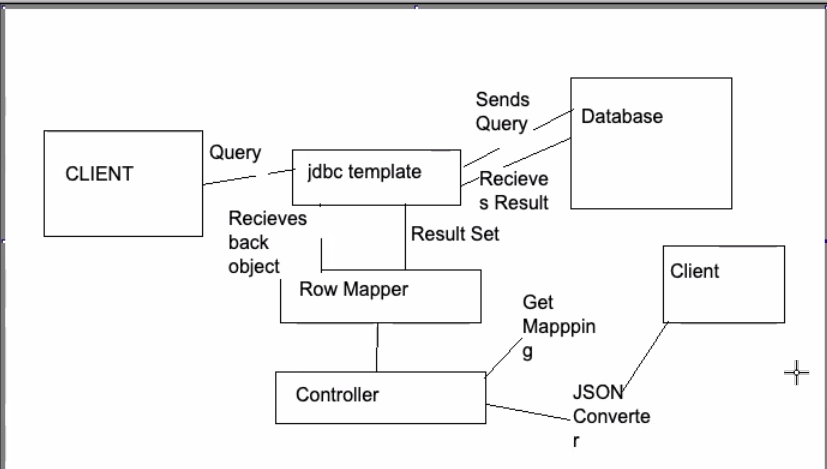 Sends
Query
Database
CLIENT
Query
jdbc template
Recieve
s Result
Recieves
back
object
Result Set
Client
Row Mapper
Get
Mapppin
g
Controller
JSON
Converte
r